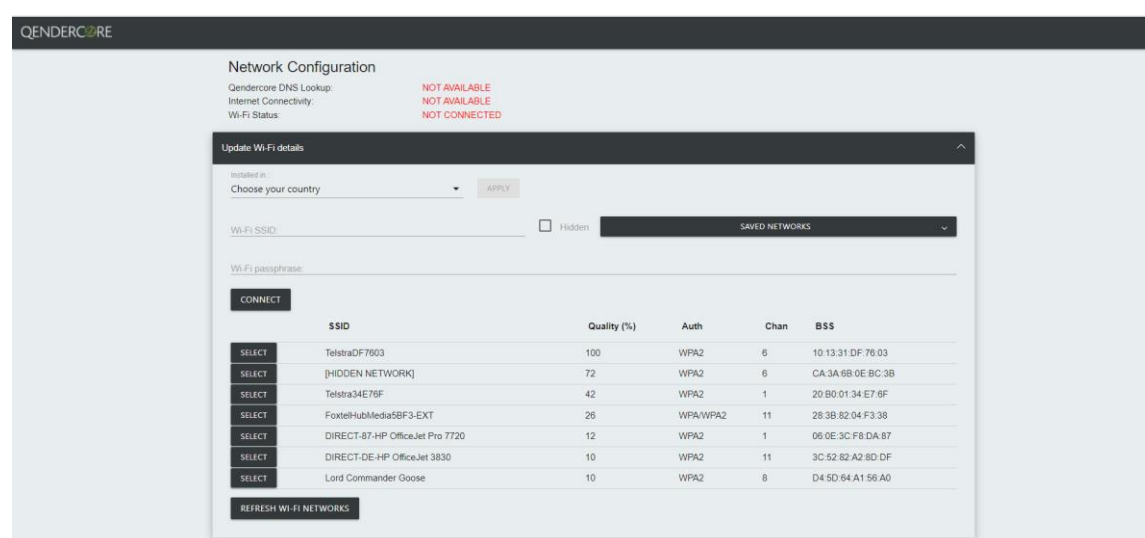 QENDERCORE
Network Configuration
Qendercore DNS Lookup: NOT AVAILABLE
Internet Connectivity: NOT AVAILABLE
Wi-Fi Status: NOT CONNECTED
Update Wi-Fi details
Installed in :
Choose your country APPLY
Wi-Fi SSID: Hidden SAVED NETWORKS
Wi-Fi passphrase:
CONNECT
SSID Quality (%) Auth Chan BSS
SELECT TelstraDF7603 100 WPA2 6 10:13:31:DF:76:03
SELECT [HIDDEN NETWORK] 72 WPA2 6 CA:3A:6B:0E:BC:3B
SELECT Telstra34E76F 42 WPA2 1 20:B0:01:34:E7:6F
SELECT FoxtelHubMedia5BF3-EXT 26 WPA/WPA2 11 28:3B:82:04:F3:38
SELECT DIRECT-87-HP OfficeJet Pro 7720 12 WPA2 1 06:0E:3C:F8:DA:87
SELECT DIRECT-DE-HP OfficeJet 3830 10 WPA2 11 3C:52:82:A2:8D:DF
SELECT Lord Commander Goose 10 WPA2 8 D4:5D:64:A1:56:A0
REFRESH WI-FI NETWORKS